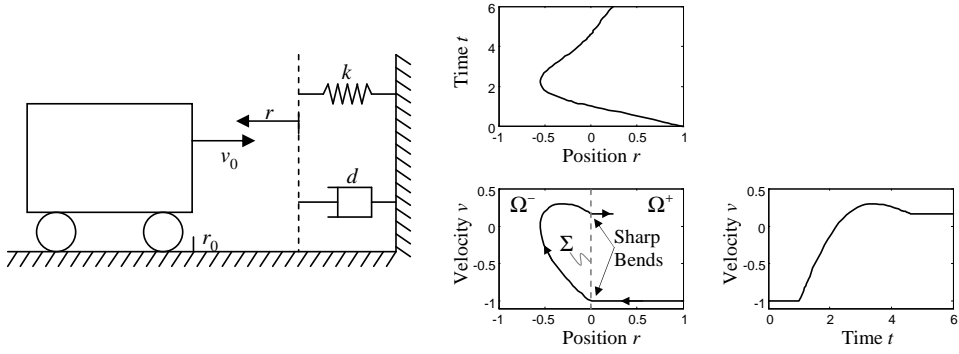 k
r
v₀
d
r₀
6
4
2
0
Time t
-1 -0.5 0 0.5 1
Position r
0.5
0
-0.5
-1
Velocity v
Ω⁻ Ω⁺
Σ
Sharp
Bends
-1 -0.5 0 0.5 1
Position r
0.5
0
-0.5
-1
Velocity v
0 2 4 6
Time t